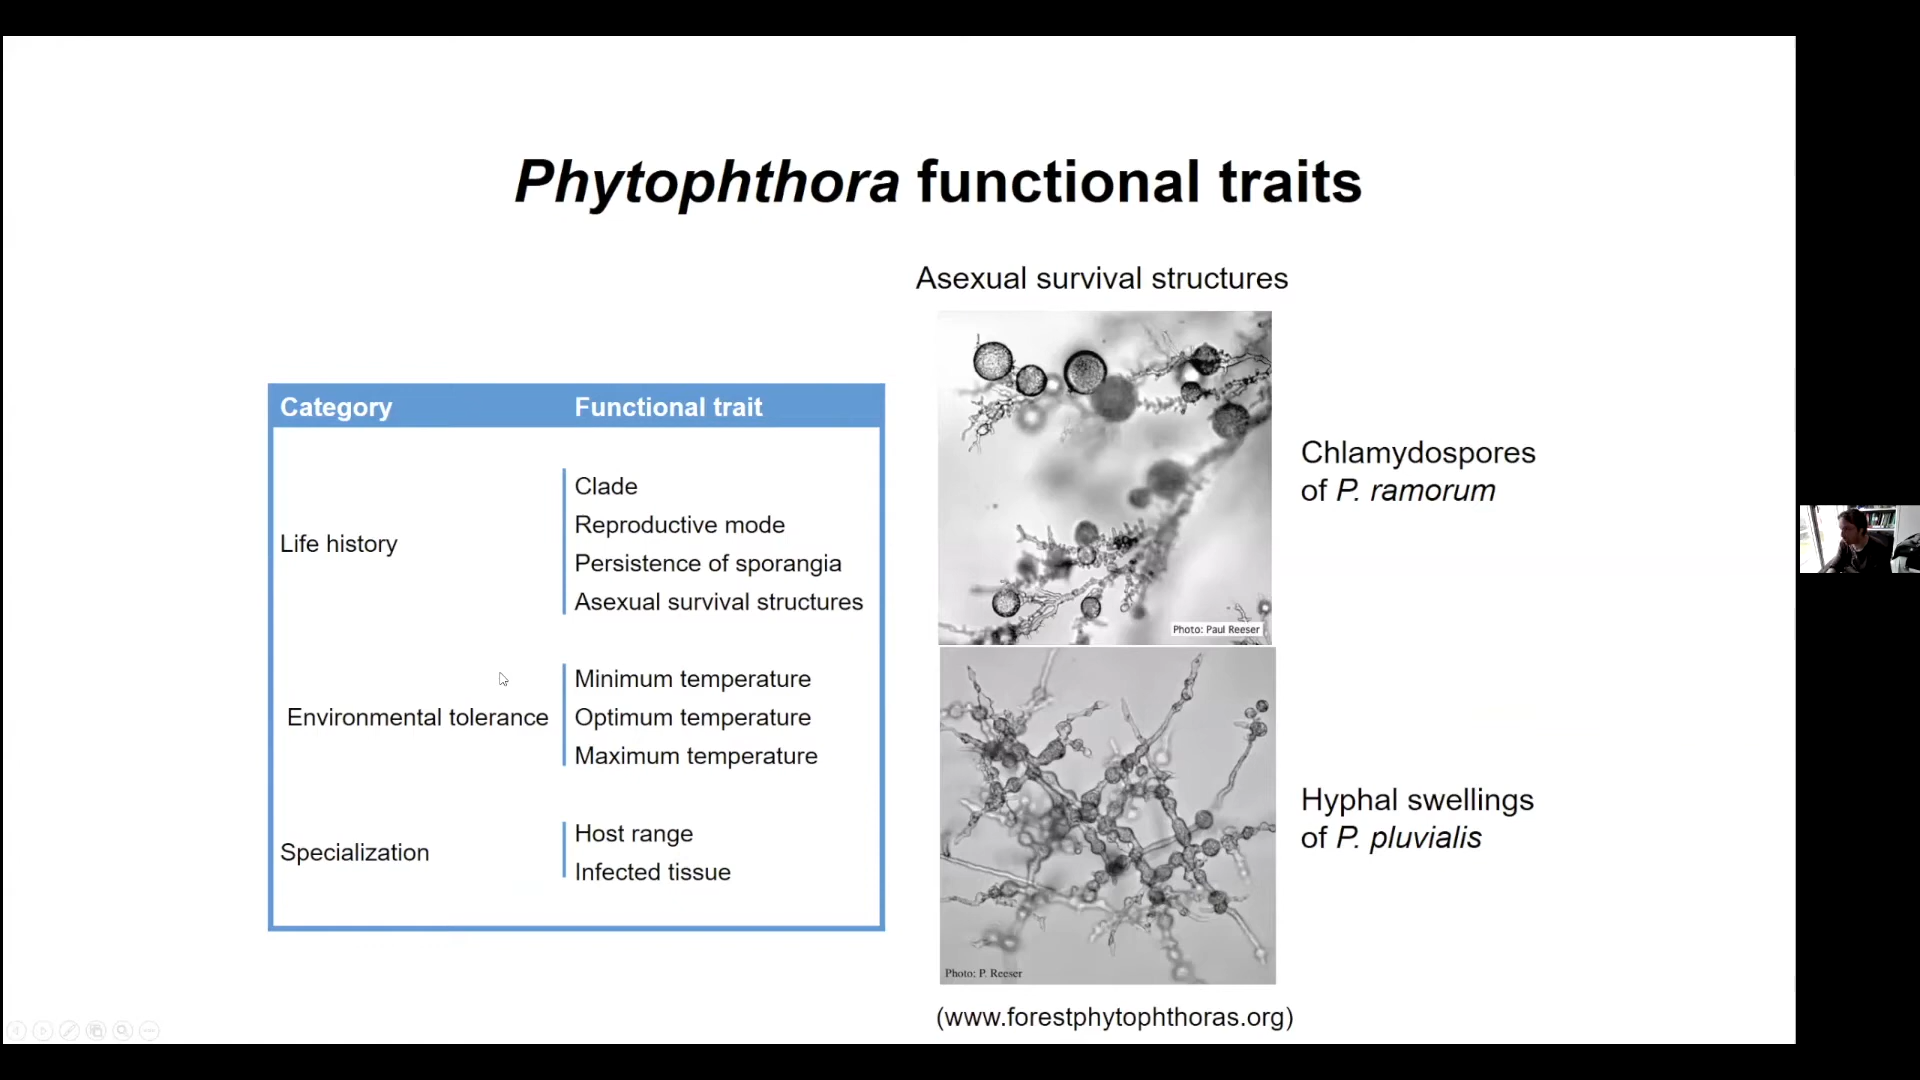 Phytophthora functional traits
Asexual survival structures
Category Functional trait
Life history
Clade
Reproductive mode
Persistence of sporangia
Asexual survival structures
Environmental tolerance
Minimum temperature
Optimum temperature
Maximum temperature
Specialization
Host range
Infected tissue
Photo: Paul Reeser
Chlamydospores
of P. ramorum
Photo: P. Reeser
Hyphal swellings
of P. pluvialis
(www.forestphytophthoras.org)